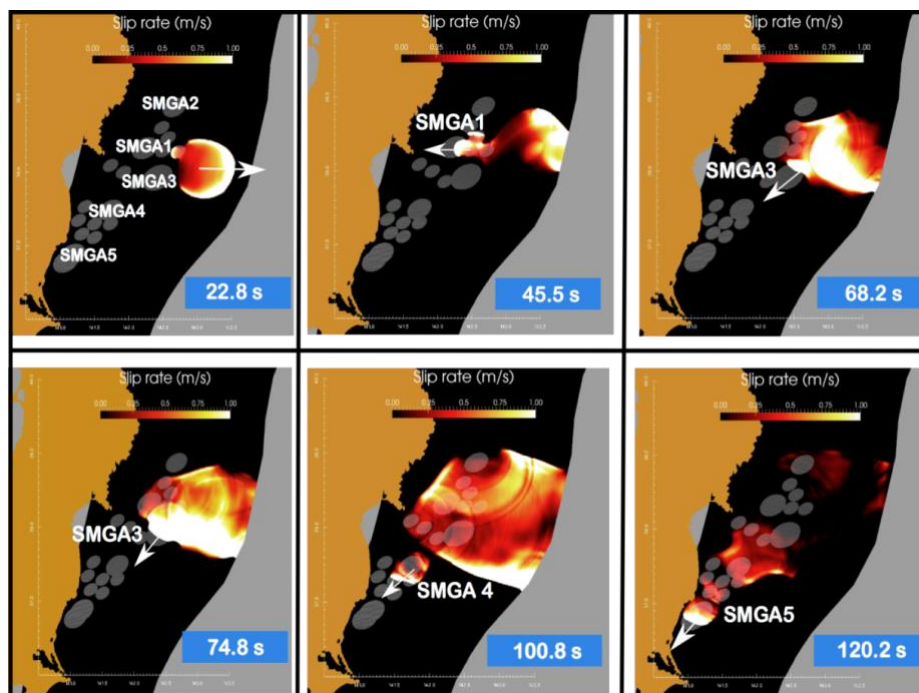 Slip rate (m/s)
0.00 0.25 0.5 0.75 1.00
SMGA2
SMGA1
SMGA3
SMGA4
SMGA5
22.8 s
Slip rate (m/s)
0.00 0.25 0.5 0.75 1.00
SMGA1
45.5 s
Slip rate (m/s)
0.00 0.25 0.5 0.75 1.00
SMGA3
68.2 s
Slip rate (m/s)
0.00 0.25 0.5 0.75 1.00
SMGA3
74.8 s
Slip rate (m/s)
0.00 0.25 0.5 0.75 1.00
SMGA 4
100.8 s
Slip rate (m/s)
0.00 0.25 0.5 0.75 1.00
SMGA5
120.2 s